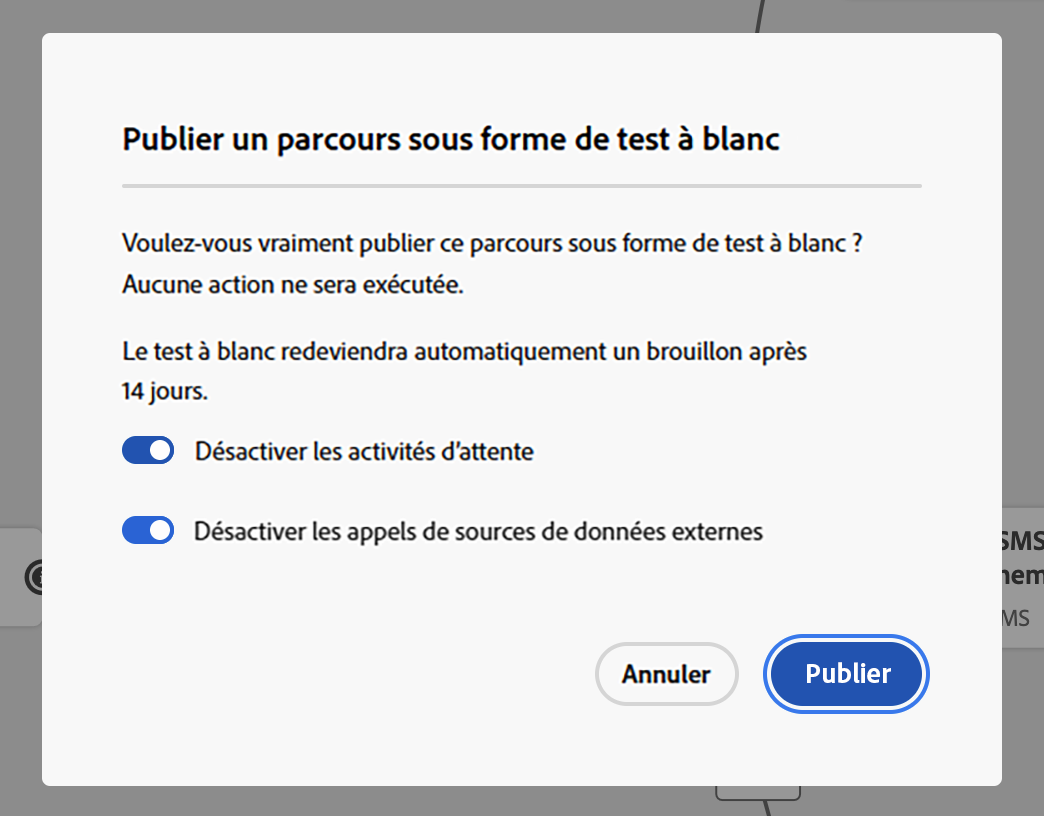 Publier un parcours sous forme de test à blanc
Voulez-vous vraiment publier ce parcours sous forme de test à blanc ?
Aucune action ne sera exécutée.
Le test à blanc redeviendra automatiquement un brouillon après
14 jours.
Désactiver les activités d’attente
Désactiver les appels de sources de données externes
SMS
MS
Annuler
Publier